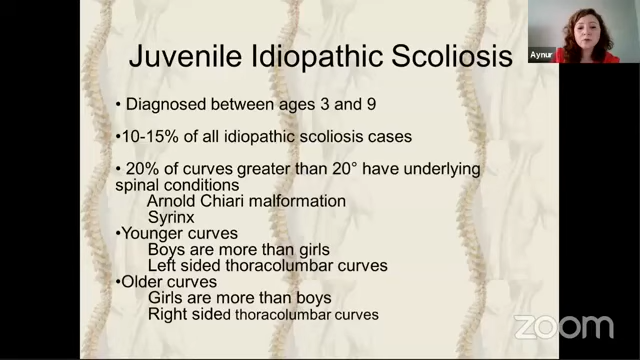 Juvenile Idiopathic Scoliosis
• Diagnosed between ages 3 and 9
•10-15% of all idiopathic scoliosis cases
• 20% of curves greater than 20° have underlying
spinal conditions
Arnold Chiari malformation
Syrinx
•Younger curves
Boys are more than girls
Left sided thoracolumbar curves
•Older curves
Girls are more than boys
Right sided thoracolumbar curves
Aynur
zoom